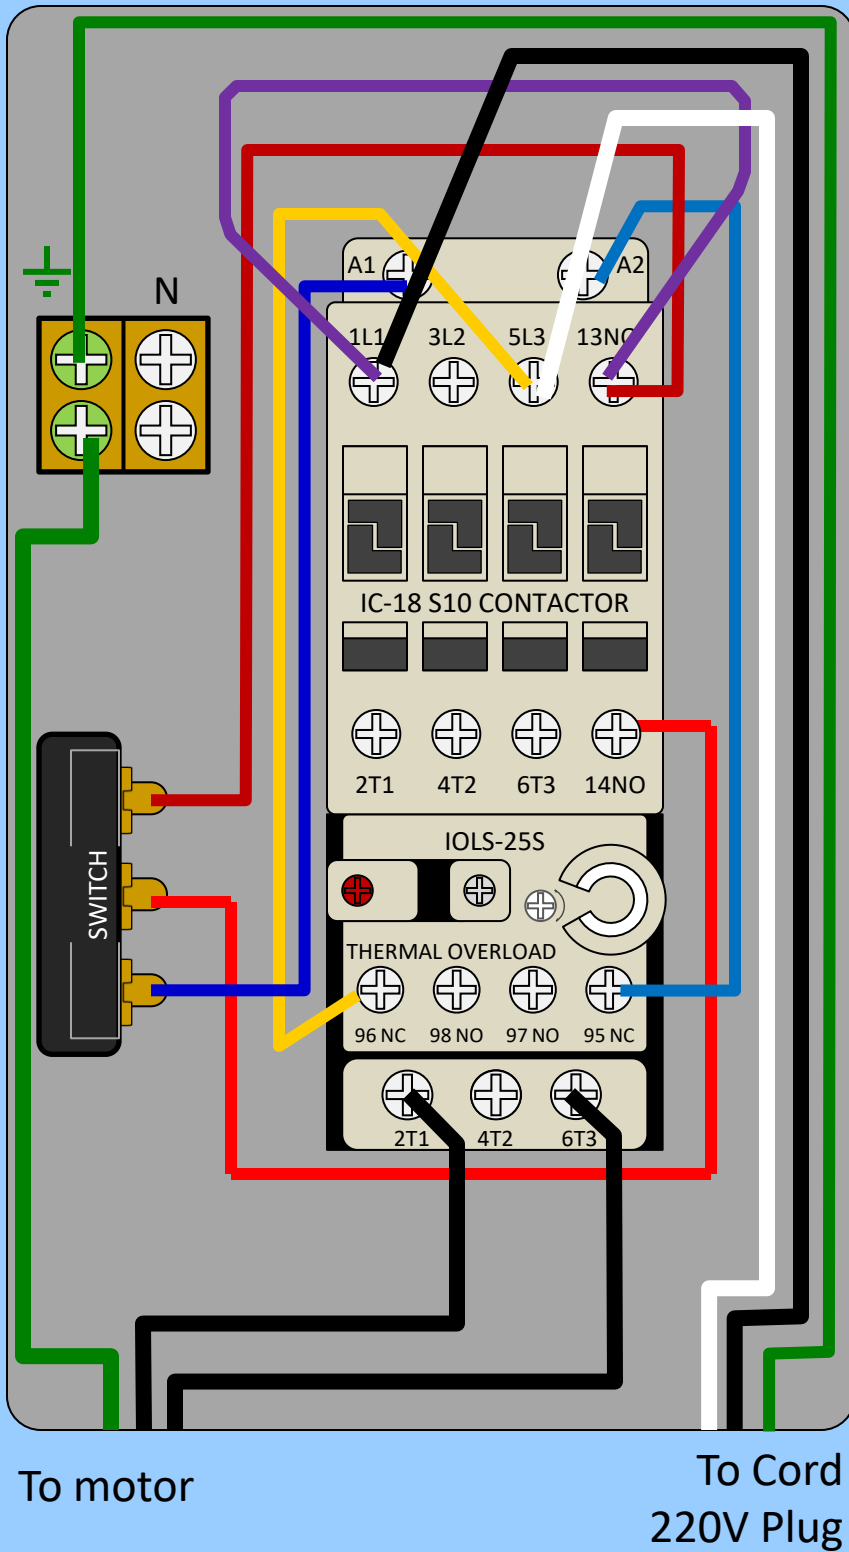 N
A1
A2
1L1
3L2
5L3
13NO
IC-18 S10 CONTACTOR
2T1
4T2
6T3
14NO
IOLS-25S
SWITCH
THERMAL OVERLOAD
96 NC
98 NO
97 NO
95 NC
2T1
4T2
6T3
To motor
To Cord
220V Plug